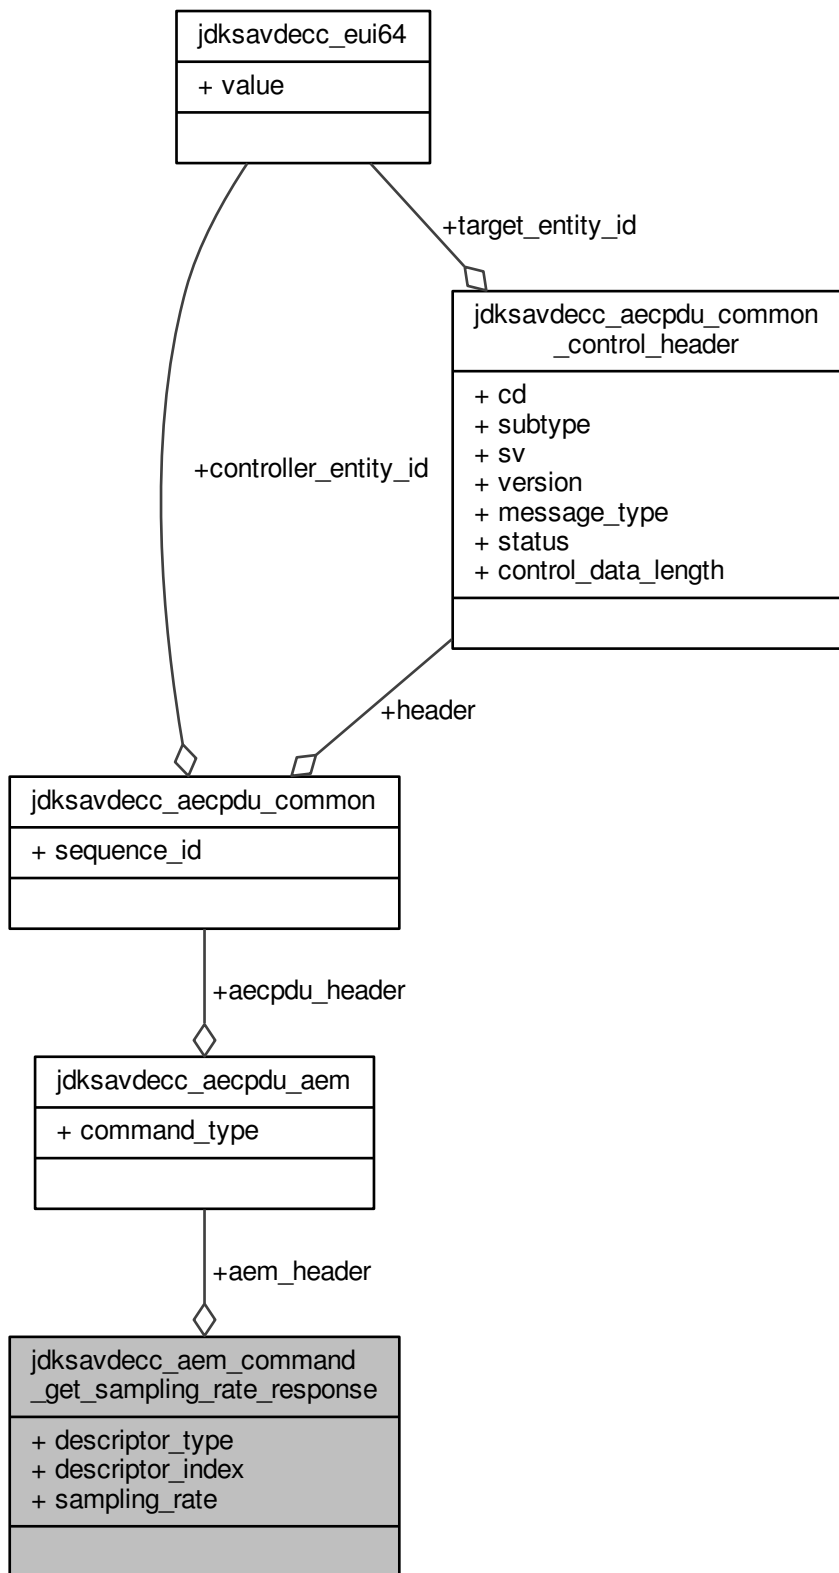 jdksavdecc_eui64
+ value
+target_entity_id
jdksavdecc_aecpdu_common
_control_header
+ cd
+ subtype
+ sv
+ version
+ message_type
+ status
+ control_data_length
+controller_entity_id
+header
jdksavdecc_aecpdu_common
+ sequence_id
+aecpdu_header
jdksavdecc_aecpdu_aem
+ command_type
+aem_header
jdksavdecc_aem_command
_get_sampling_rate_response
+ descriptor_type
+ descriptor_index
+ sampling_rate